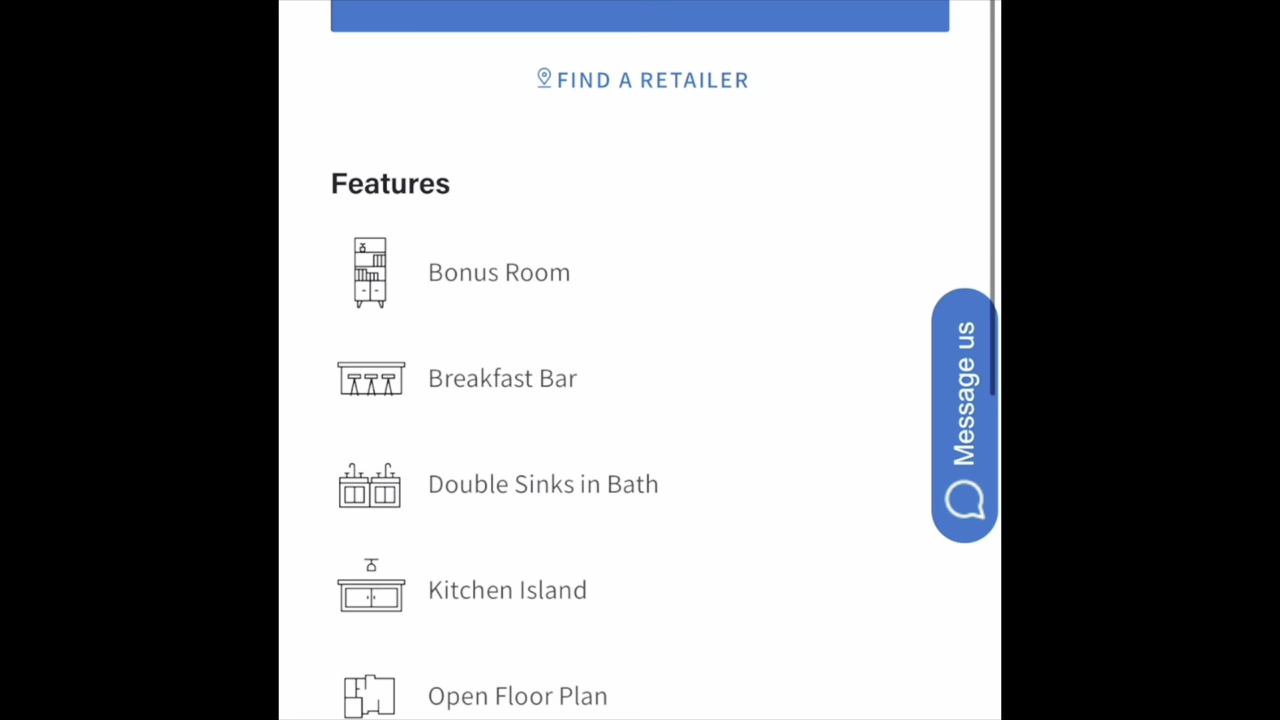 FIND A RETAILER
Features
Bonus Room
Breakfast Bar
Double Sinks in Bath
Kitchen Island
Open Floor Plan
Message us